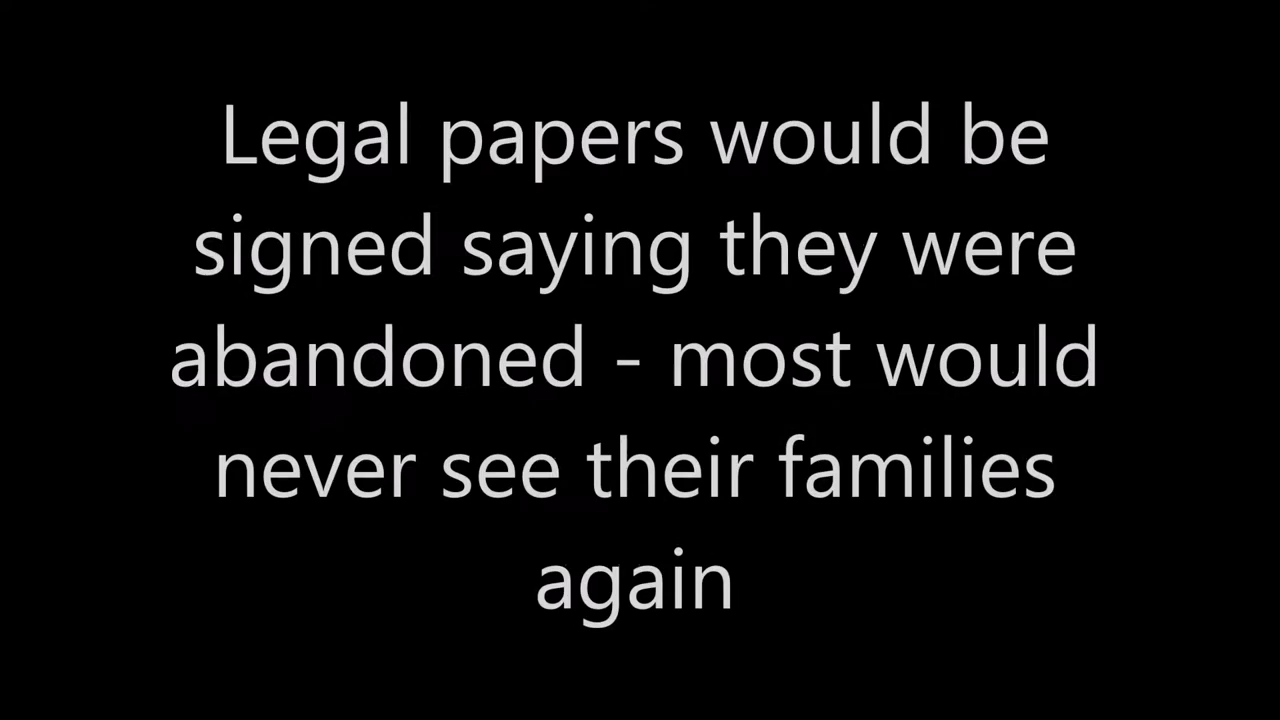 Legal papers would be
signed saying they were
abandoned - most would
never see their families
again